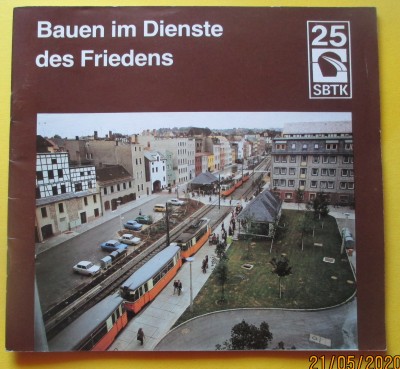 Bauen im Dienste
des Friedens
25
SBTK
21/05/2020